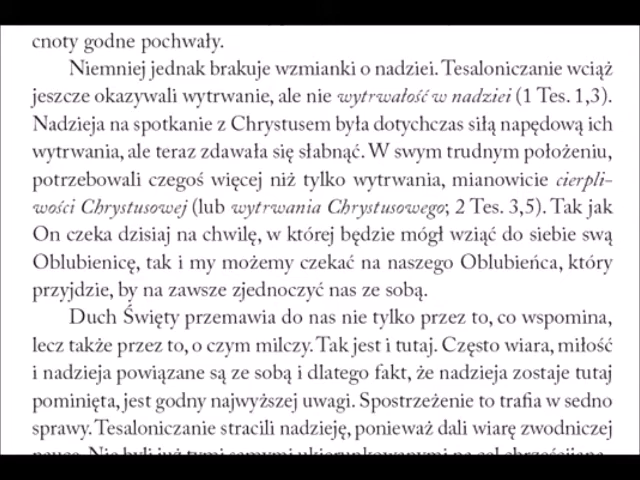 cnoty godne pochwały.
Niemniej jednak brakuje wzmianki o nadziei. Tesaloniczanie wciąż
jeszcze okazywali wytrwanie, ale nie wytrwałość w nadziei (1 Tes. 1,3).
Nadzieja na spotkanie z Chrystusem była dotychczas siłą napędową ich
wytrwania, ale teraz zdawała się słabnąć. W swym trudnym położeniu,
potrzebowali czegoś więcej niż tylko wytrwania, mianowicie cierpli-
wości Chrystusowej (lub wytrwania Chrystusowego; 2 Tes. 3,5). Tak jak
On czeka dzisiaj na chwilę, w której będzie mógł wziąć do siebie swą
Oblubienicę, tak i my możemy czekać na naszego Oblubieńca, który
przyjdzie, by na zawsze zjednoczyć nas ze sobą.
Duch Święty przemawia do nas nie tylko przez to, co wspomina,
lecz także przez to, o czym milczy. Tak jest i tutaj. Często wiara, miłość
i nadzieja powiązane są ze sobą i dlatego fakt, że nadzieja zostaje tutaj
pominięta, jest godny najwyższej uwagi. Spostrzeżenie to trafia w sedno
sprawy. Tesaloniczanie stracili nadzieję, ponieważ dali wiarę zwodniczej